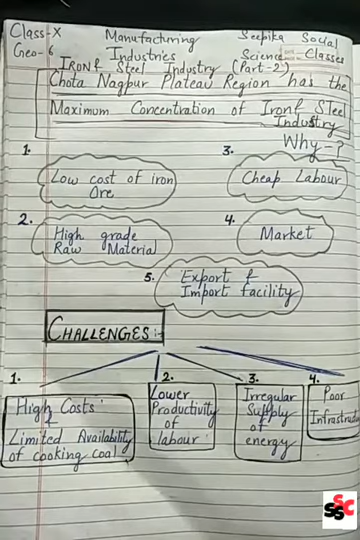 Class-X
Geo-6
Manufacturing
Industries
Seepika Social
Science Classes
IRON & Steel Industry (Part-2)
Chota Nagpur Plateau Region has the
Maximum Concentration of Iron & Steel
Industry
Why-?
1.
Low cost of iron
Ore
3.
Cheap Labour
2.
High grade
Raw Material
4.
Market
5.
Export &
Import facility
CHALLENGES:-
1.
High Costs
&
Limited Availability
of cooking coal
2.
Lower
Productivity
of
labour
3.
Irregular
Supply
of
energy
4.
Poor
Infrastru
SSC